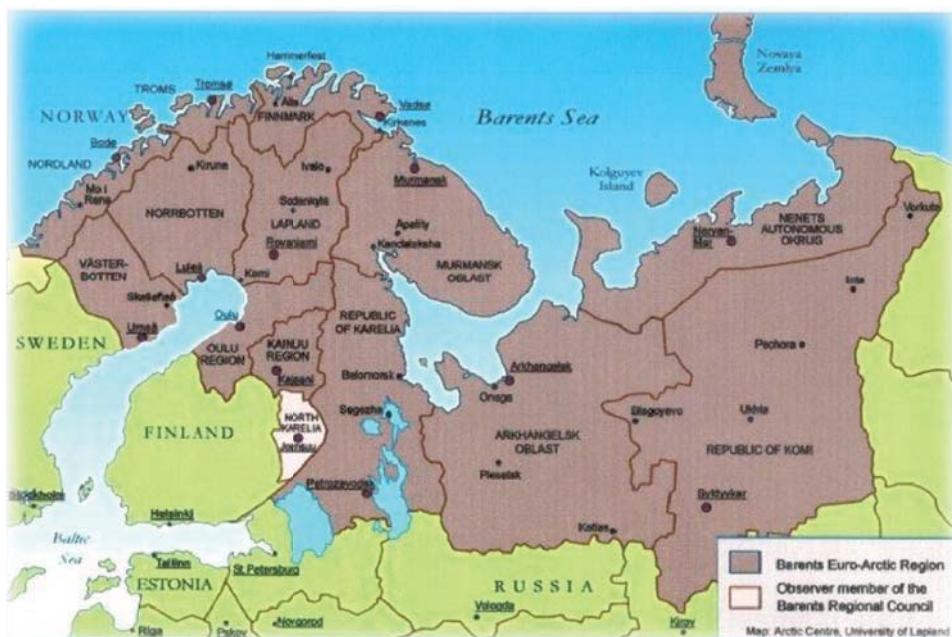 Novaya
Zemlya
Hammerfest
Tromsø
TROMS
Alta
FINNMARK
Vadsø
Kirkenes
NORWAY
Barents Sea
Bodø
NORDLAND
Kiruna
Ivalo
Murmansk
Kolguyev
Island
Mo i
Rana
NORRBOTTEN
Sodankylä
LAPLAND
Apatity
Vorkuta
NENETS
AUTONOMOUS
OKRUG
Naryan-
Mar
Rovaniemi
Kandalaksha
MURMANSK
OBLAST
VÄSTER-
BOTTEN
Luleå
Kemi
Inta
Skellefteå
Oulu
REPUBLIC
OF KARELIA
Umeå
SWEDEN
OULU
REGION
KAINUU
REGION
Pechora
Kajaani
Belomorsk
Arkhangelsk
Onega
NORTH
KARELIA
Segezha
Blagoyevo
Ukhta
FINLAND
Joensuu
ARKHANGELSK
OBLAST
REPUBLIC OF KOMI
Plesetsk
Petrozavodsk
Syktyvkar
Stockholm
Helsinki
Kotlas
Baltic
Sea
Tallinn
St.Petersburg
ESTONIA
RUSSIA
Vologda
Riga
Pskov
Novgorod
Kirov
Barents Euro-Arctic Region
Observer member of the
Barents Regional Council
Map: Arctic Centre, University of Lapland